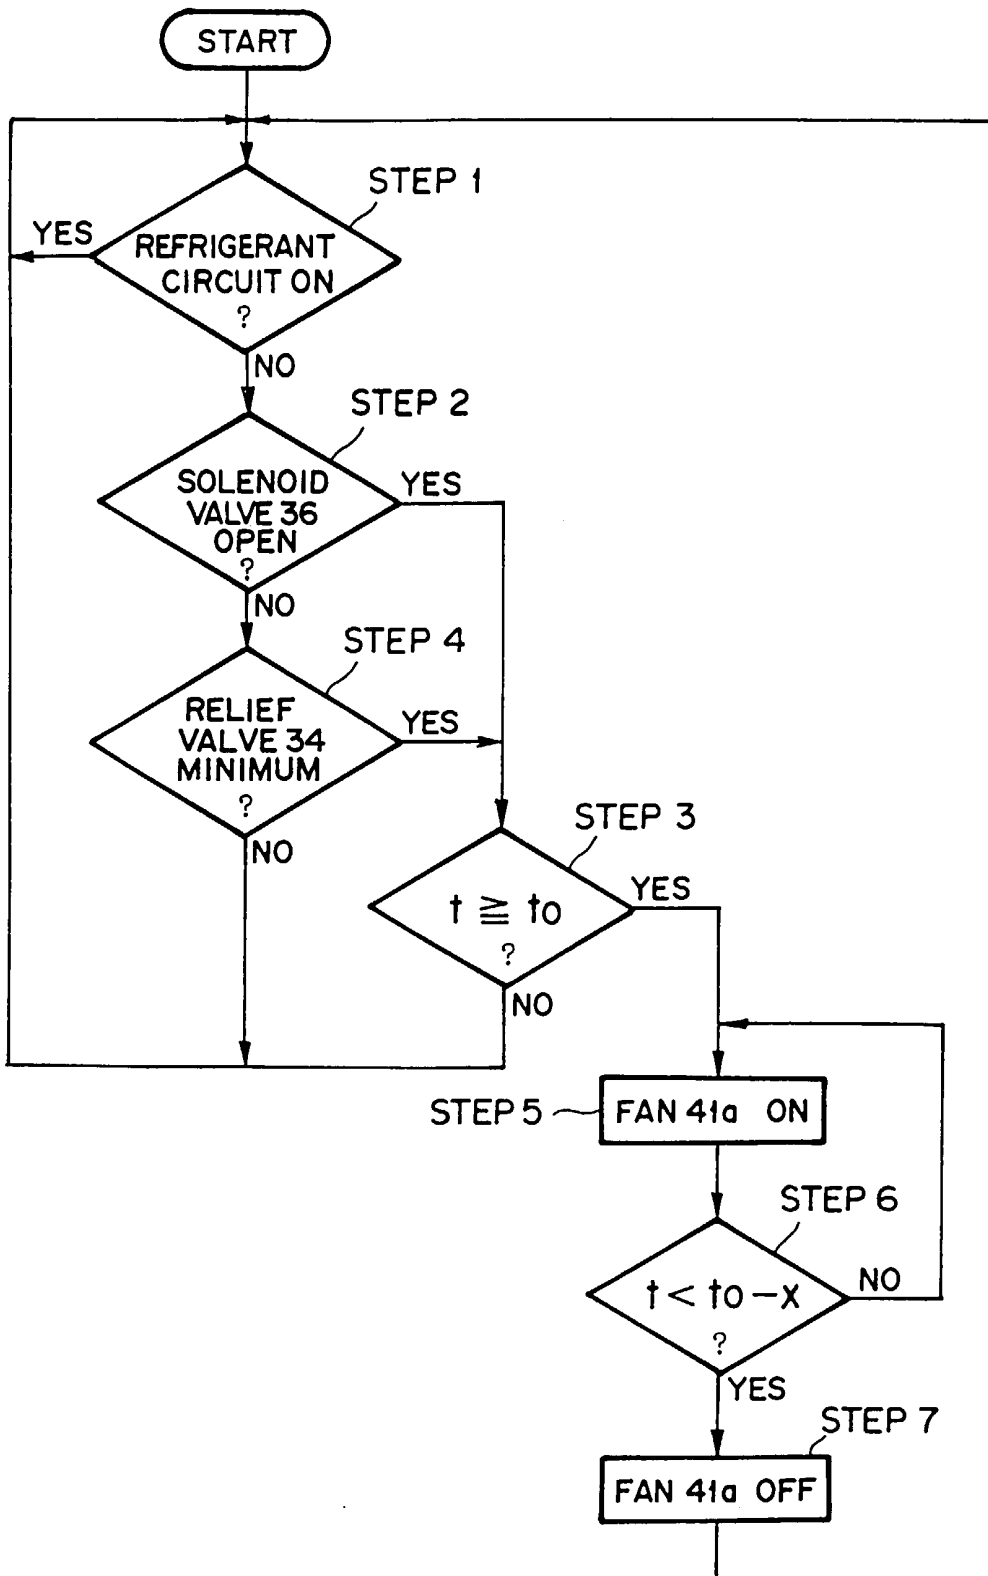 START
STEP 1
YES
REFRIGERANT
CIRCUIT ON
?
NO
STEP 2
SOLENOID
VALVE 36
OPEN
?
YES
NO
STEP 4
RELIEF
VALVE 34
MINIMUM
?
YES
NO
STEP 3
t ≧ to
?
YES
NO
STEP 5
FAN 41a ON
STEP 6
t < to - x
?
NO
YES
STEP 7
FAN 41a OFF